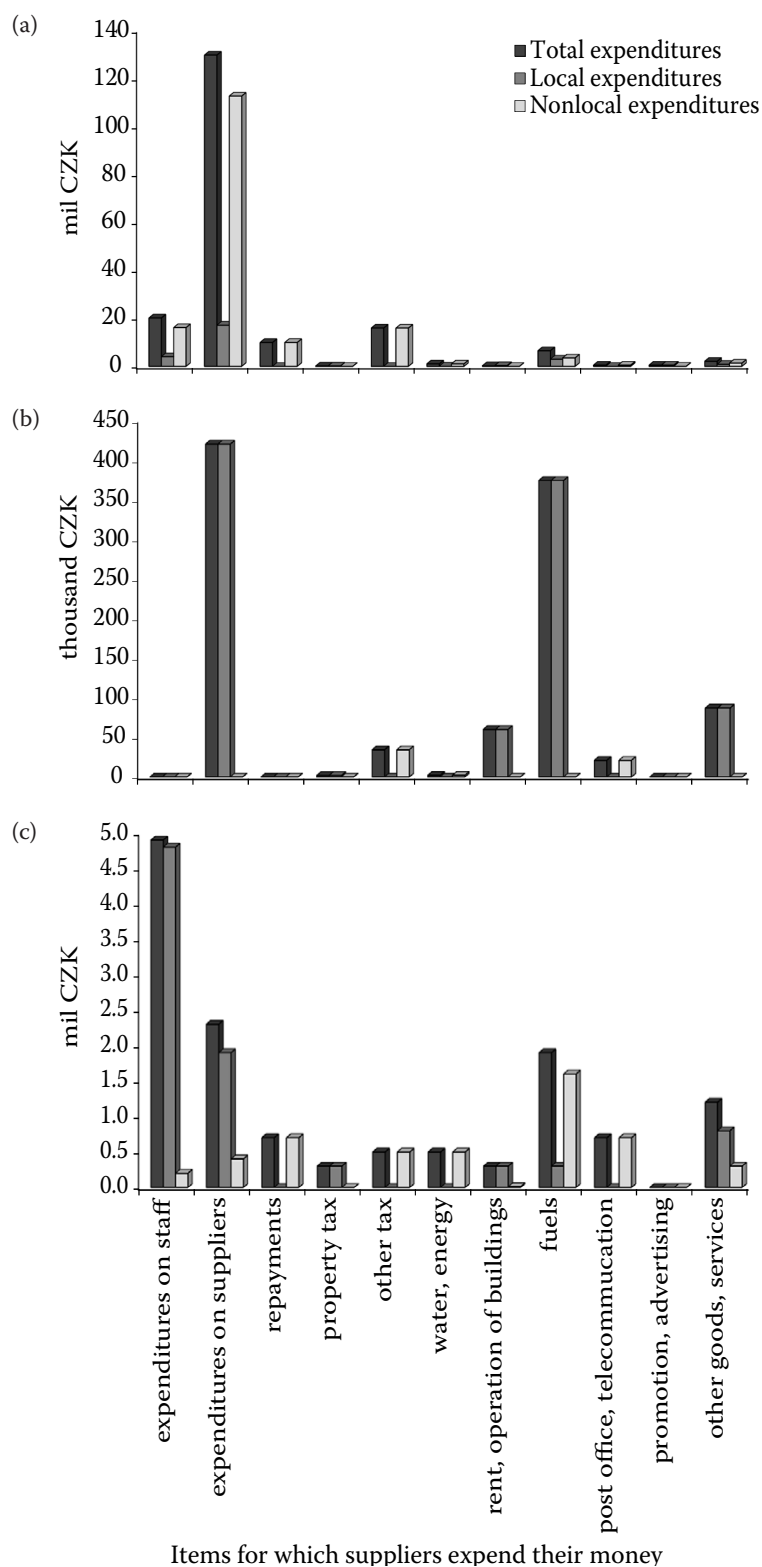 (a)
140
120
100
80
60
40
20
0
mil CZK
Total expenditures
Local expenditures
Nonlocal expenditures
(b)
450
400
350
300
250
200
150
100
50
0
thousand CZK
(c)
5.0
4.5
4.0
3.5
3.0
2.5
2.0
1.5
1.0
0.5
0.0
mil CZK
expenditures on staff
expenditures on suppliers
repayments
property tax
other tax
water, energy
rent, operation of buildings
fuels
post office, telecommucation
promotion, advertising
other goods, services
Items for which suppliers expend their money